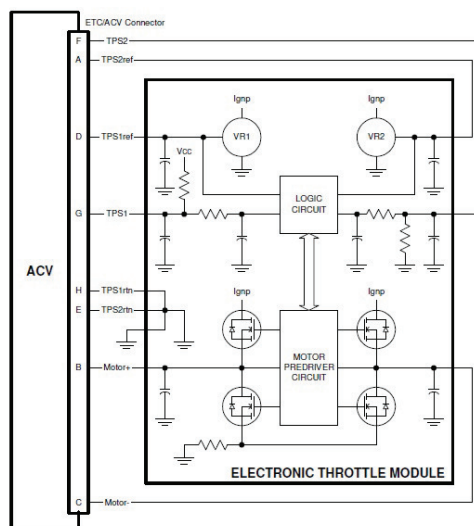 ETC/ACV Connector
F TPS2
A TPS2ref
Ignp Ignp
D TPS1ref VR1 VR2
Vcc
LOGIC
CIRCUIT
G TPS1
ACV
H TPS1rtn
E TPS2rtn
Ignp Ignp
B Motor+
MOTOR
PREDRIVER
CIRCUIT
ELECTRONIC THROTTLE MODULE
C Motor-